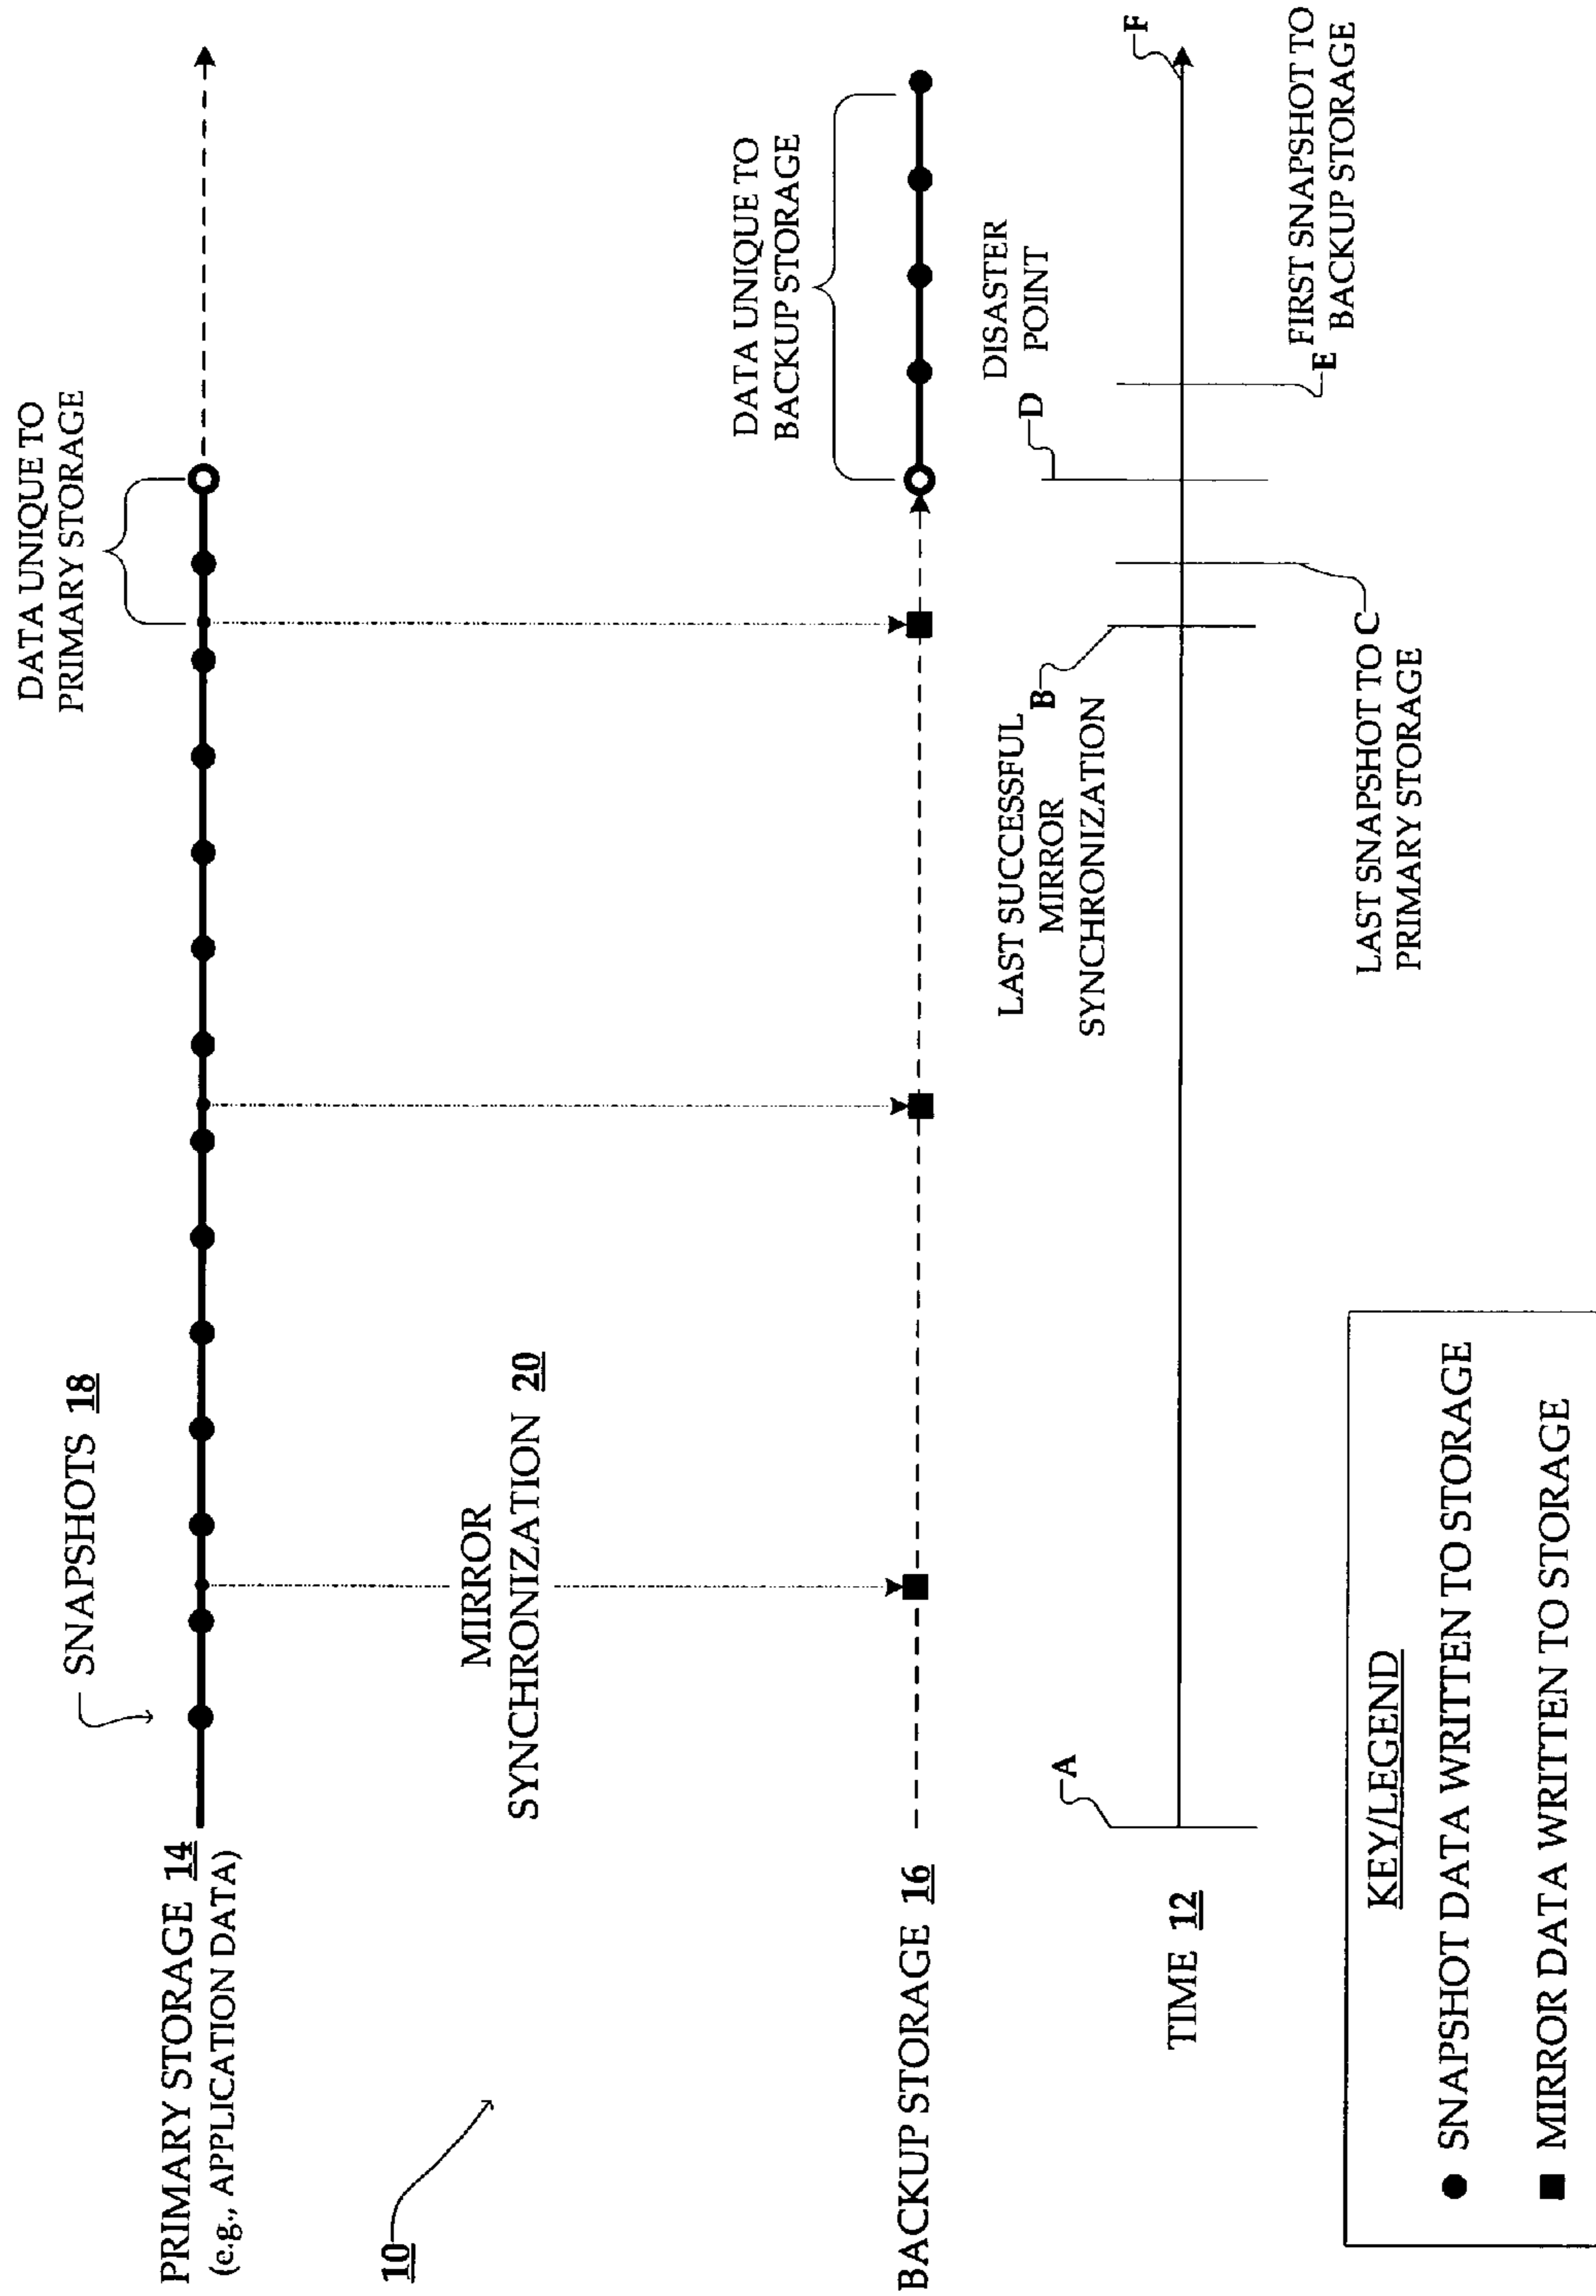 DATA UNIQUE TO
PRIMARY STORAGE
SNAPSHOTS 18
PRIMARY STORAGE 14
(e.g., APPLICATION DATA)
MIRROR
SYNCHRONIZATION 20
10
DATA UNIQUE TO
BACKUP STORAGE
BACKUP STORAGE 16
DISASTER
POINT
LAST SUCCESSFUL
MIRROR
SYNCHRONIZATION
A
B
D
F
TIME 12
E
FIRST SNAPSHOT TO
BACKUP STORAGE
LAST SNAPSHOT TO C
PRIMARY STORAGE
KEY/LEGEND
SNAPSHOT DATA WRITTEN TO STORAGE
MIRROR DATA WRITTEN TO STORAGE